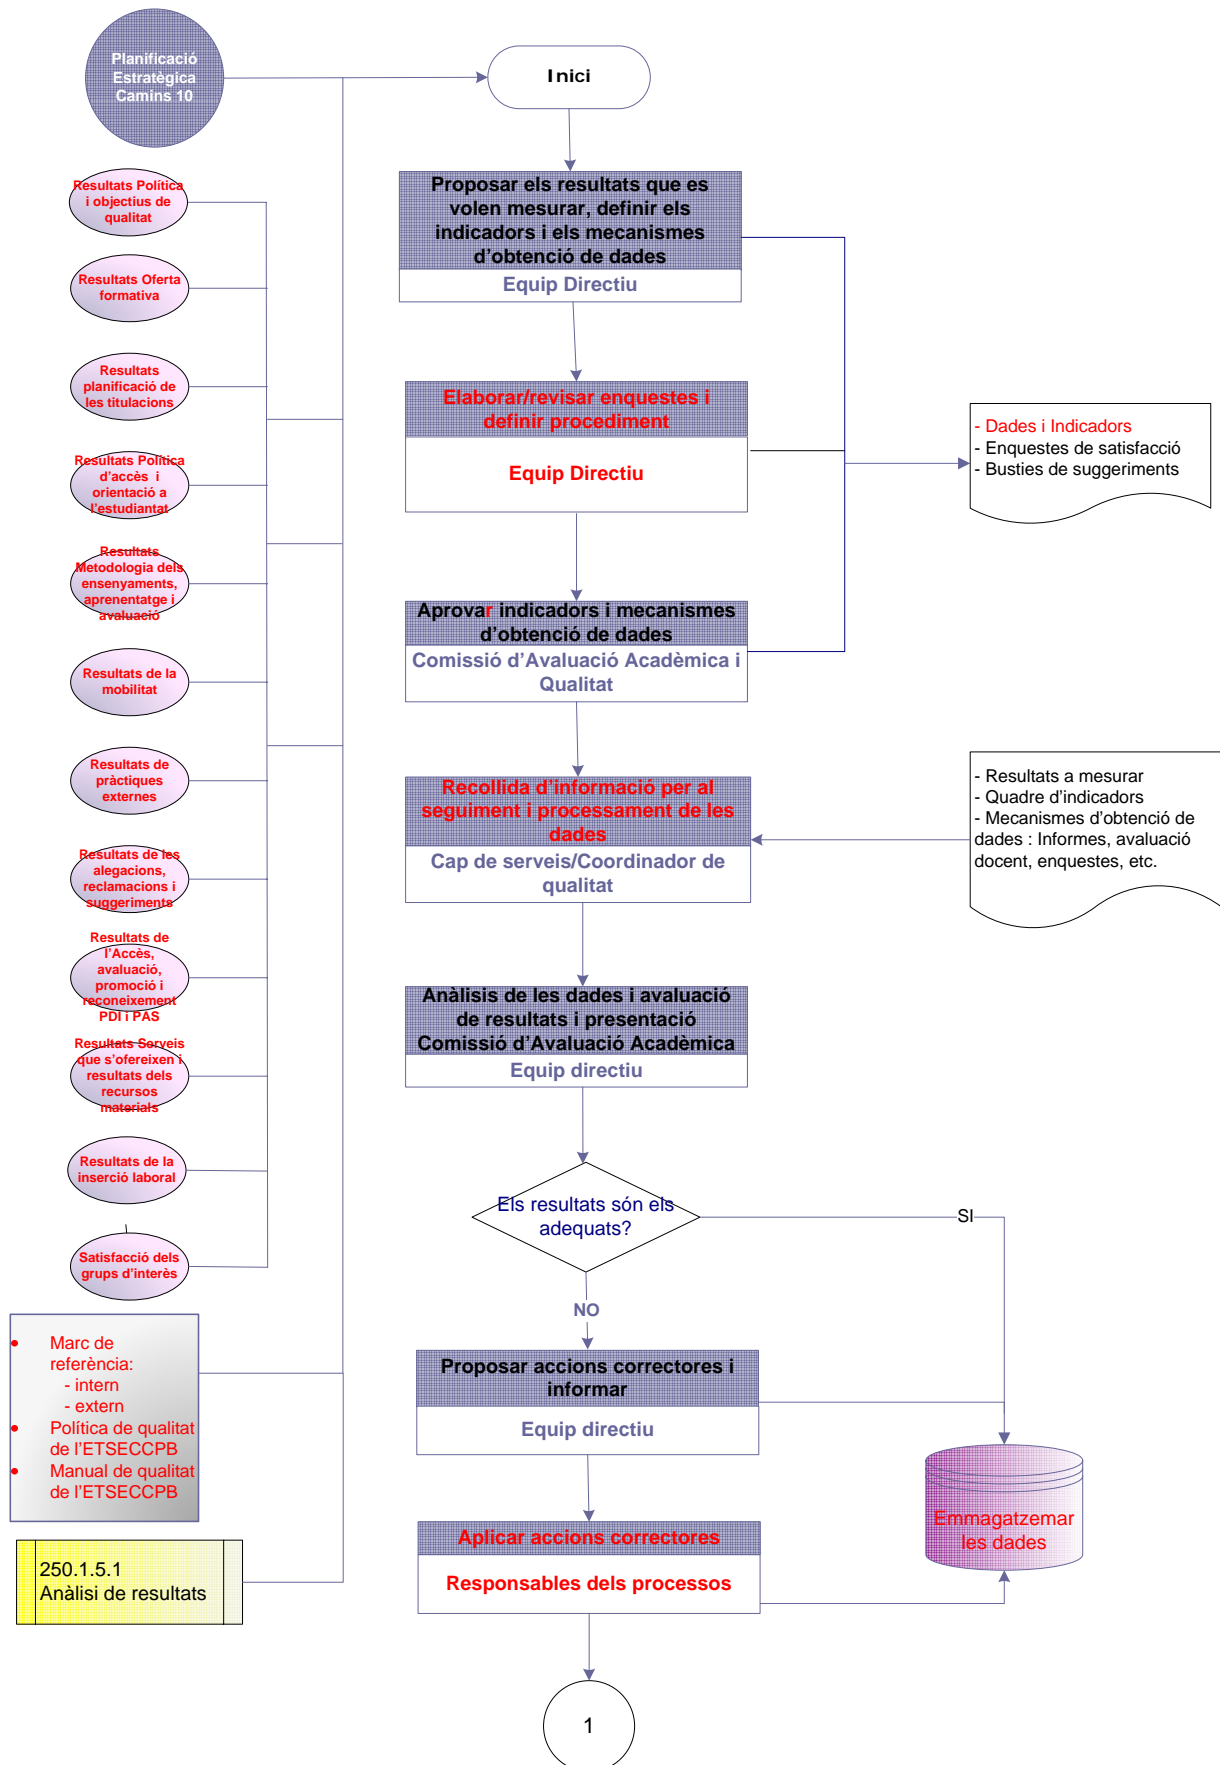 Planificació
Estratègica
Camins 10
Inici
Resultats Política
i objectius de
qualitat
Resultats Oferta
formativa
Resultats
planificació de
les titulacions
Resultats Política
d'accès i
orientació a
l'estudiantat
Resultats
Metodologia dels
ensenyaments,
aprenentatge i
avaluació
Resultats de la
mobilitat
Resultats de
pràctiques
externes
Resultats de les
alegacions,
reclamacions i
suggeriments
Resultats de
l'Accès,
avaluació,
promoció i
reconeixement
PDI i PAS
Resultats Serveis
que s'ofereixen i
resultats dels
recursos
materials
Resultats de la
inserció laboral
Satisfacció dels
grups d'interès
• Marc de
referència:
- intern
- extern
• Política de qualitat
de l'ETSECCPB
• Manual de qualitat
de l'ETSECCPB
250.1.5.1
Anàlisi de resultats
Proposar els resultats que es
volen mesurar, definir els
indicadors i els mecanismes
d'obtenció de dades
Equip Directiu
Elaborar/revisar enquestes i
definir procediment
Equip Directiu
- Dades i Indicadors
- Enquestes de satisfacció
- Busties de suggeriments
Aprovar indicadors i mecanismes
d'obtenció de dades
Comissió d'Avaluació Acadèmica i
Qualitat
Recollida d'informació per al
seguiment i processament de les
dades
Cap de serveis/Coordinador de
qualitat
- Resultats a mesurar
- Quadre d'indicadors
- Mecanismes d'obtenció de
dades : Informes, avaluació
docent, enquestes, etc.
Anàlisis de les dades i avaluació
de resultats i presentació
Comissió d'Avaluació Acadèmica
Equip directiu
Els resultats són els
adequats?
SI
NO
Proposar accions correctores i
informar
Equip directiu
Emmagatzemar
les dades
Aplicar accions correctores
Responsables dels processos
1